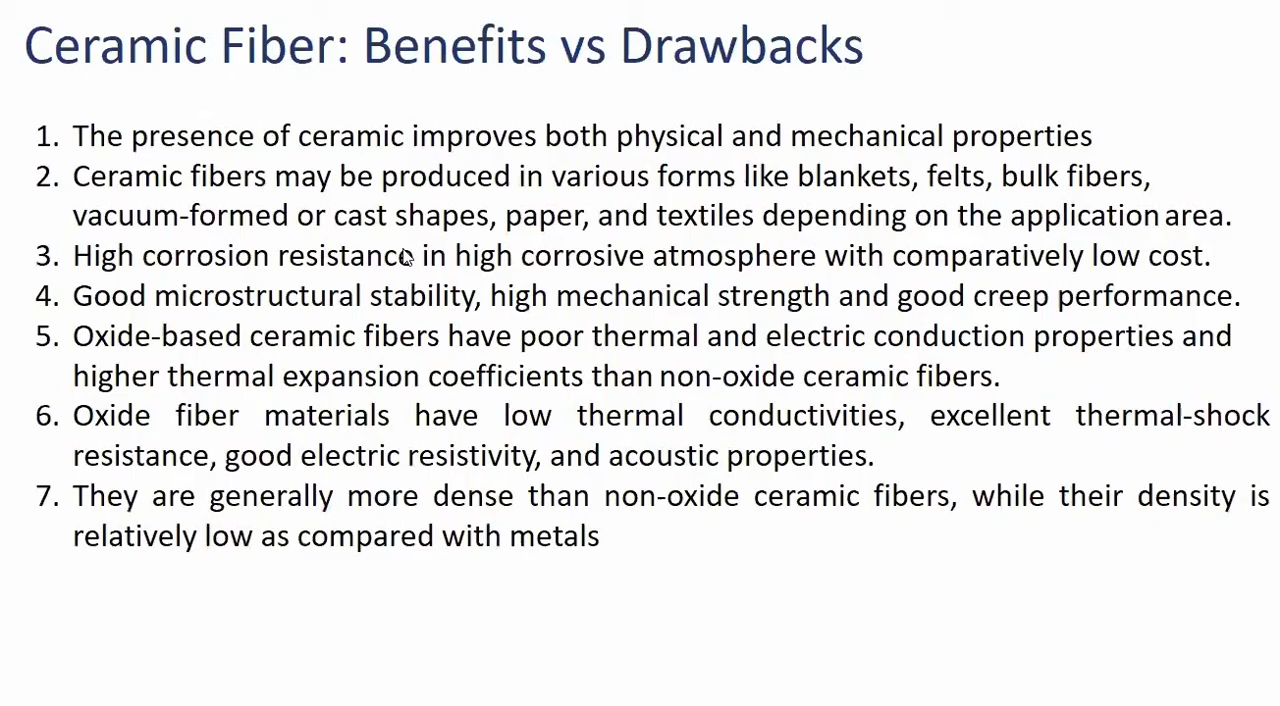 Ceramic Fiber: Benefits vs Drawbacks
1. The presence of ceramic improves both physical and mechanical properties
2. Ceramic fibers may be produced in various forms like blankets, felts, bulk fibers,
vacuum-formed or cast shapes, paper, and textiles depending on the application area.
3. High corrosion resistance in high corrosive atmosphere with comparatively low cost.
4. Good microstructural stability, high mechanical strength and good creep performance.
5. Oxide-based ceramic fibers have poor thermal and electric conduction properties and
higher thermal expansion coefficients than non-oxide ceramic fibers.
6. Oxide fiber materials have low thermal conductivities, excellent thermal-shock
resistance, good electric resistivity, and acoustic properties.
7. They are generally more dense than non-oxide ceramic fibers, while their density is
relatively low as compared with metals